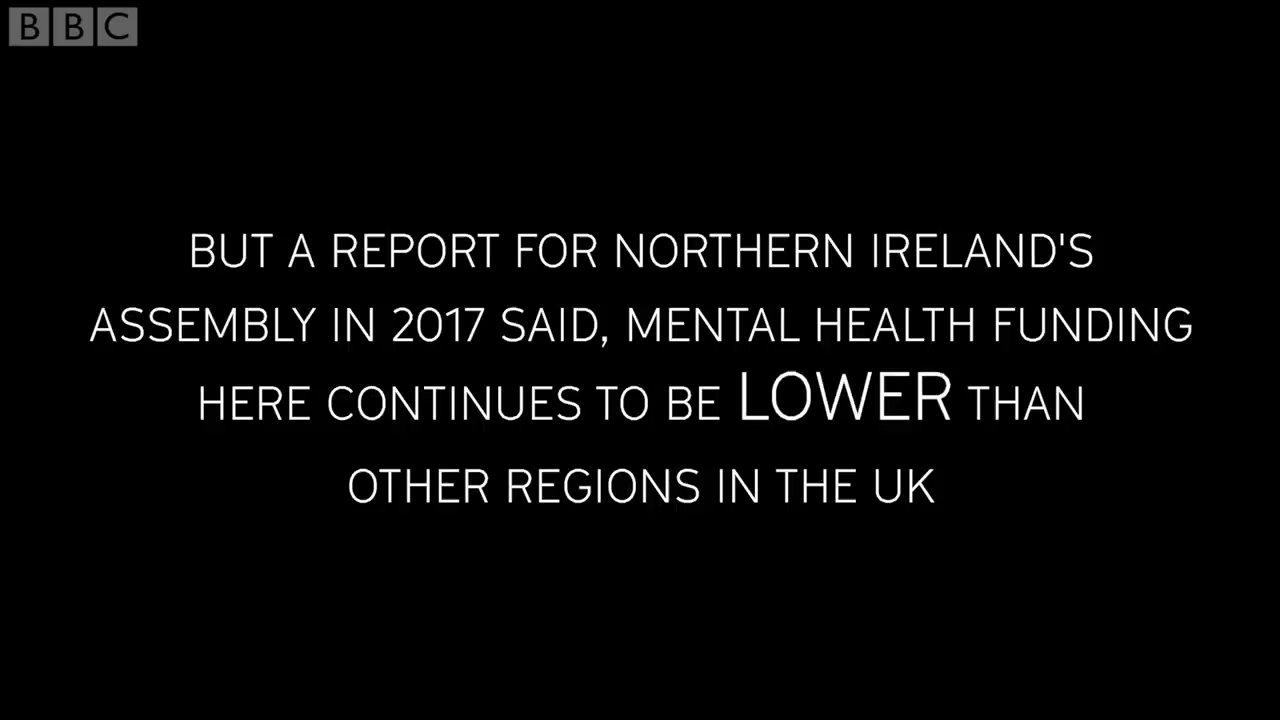 BBC
BUT A REPORT FOR NORTHERN IRELAND'S
ASSEMBLY IN 2017 SAID, MENTAL HEALTH FUNDING
HERE CONTINUES TO BE LOWER THAN
OTHER REGIONS IN THE UK